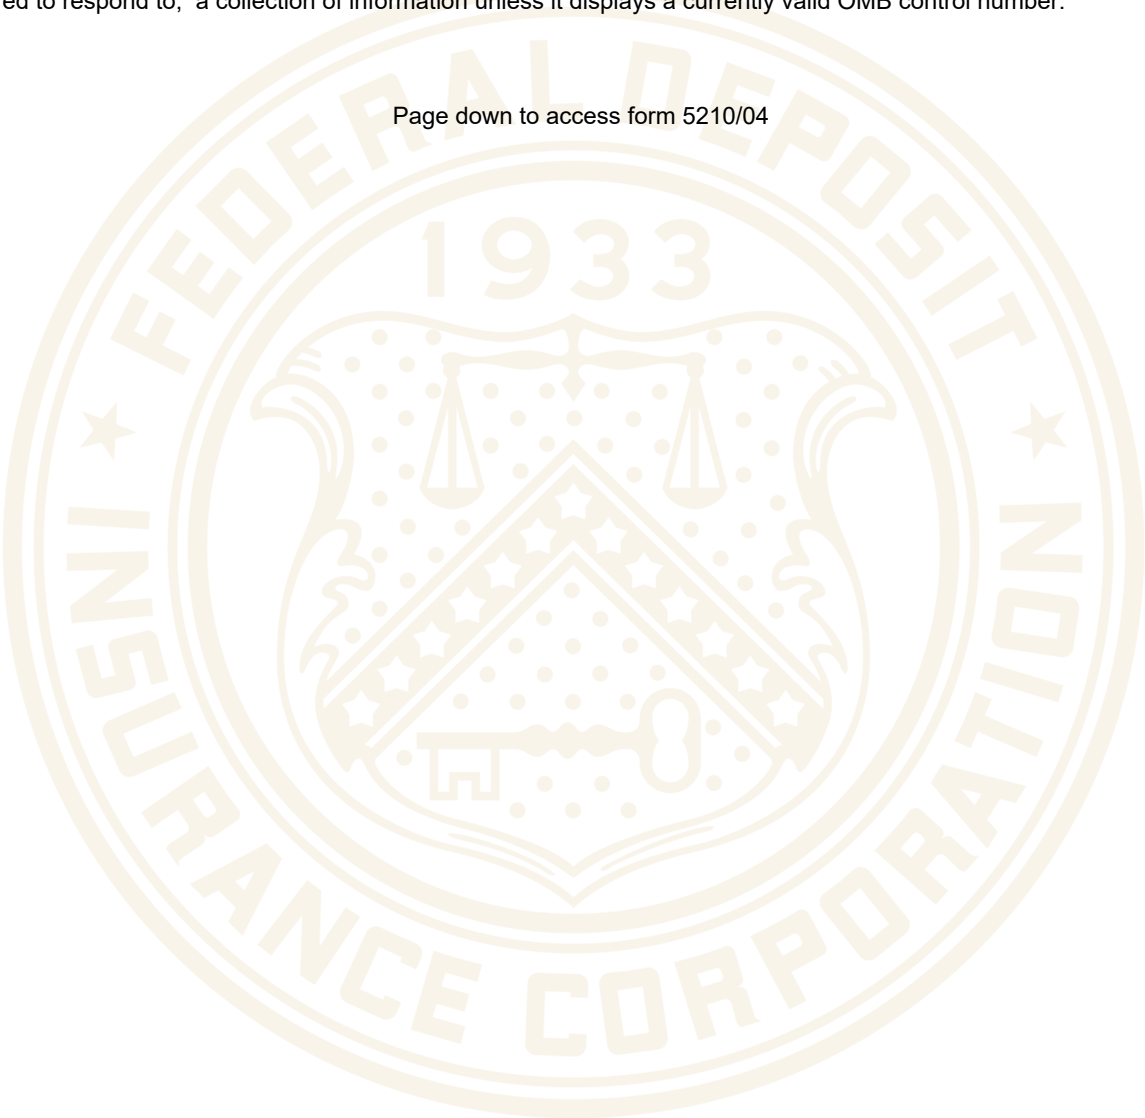 ed to respond to, a collection of information unless it displays a currently valid OMB control number.
Page down to access form 5210/04
FEDERAL DEPOSIT
1933
INSURANCE CORPORATION